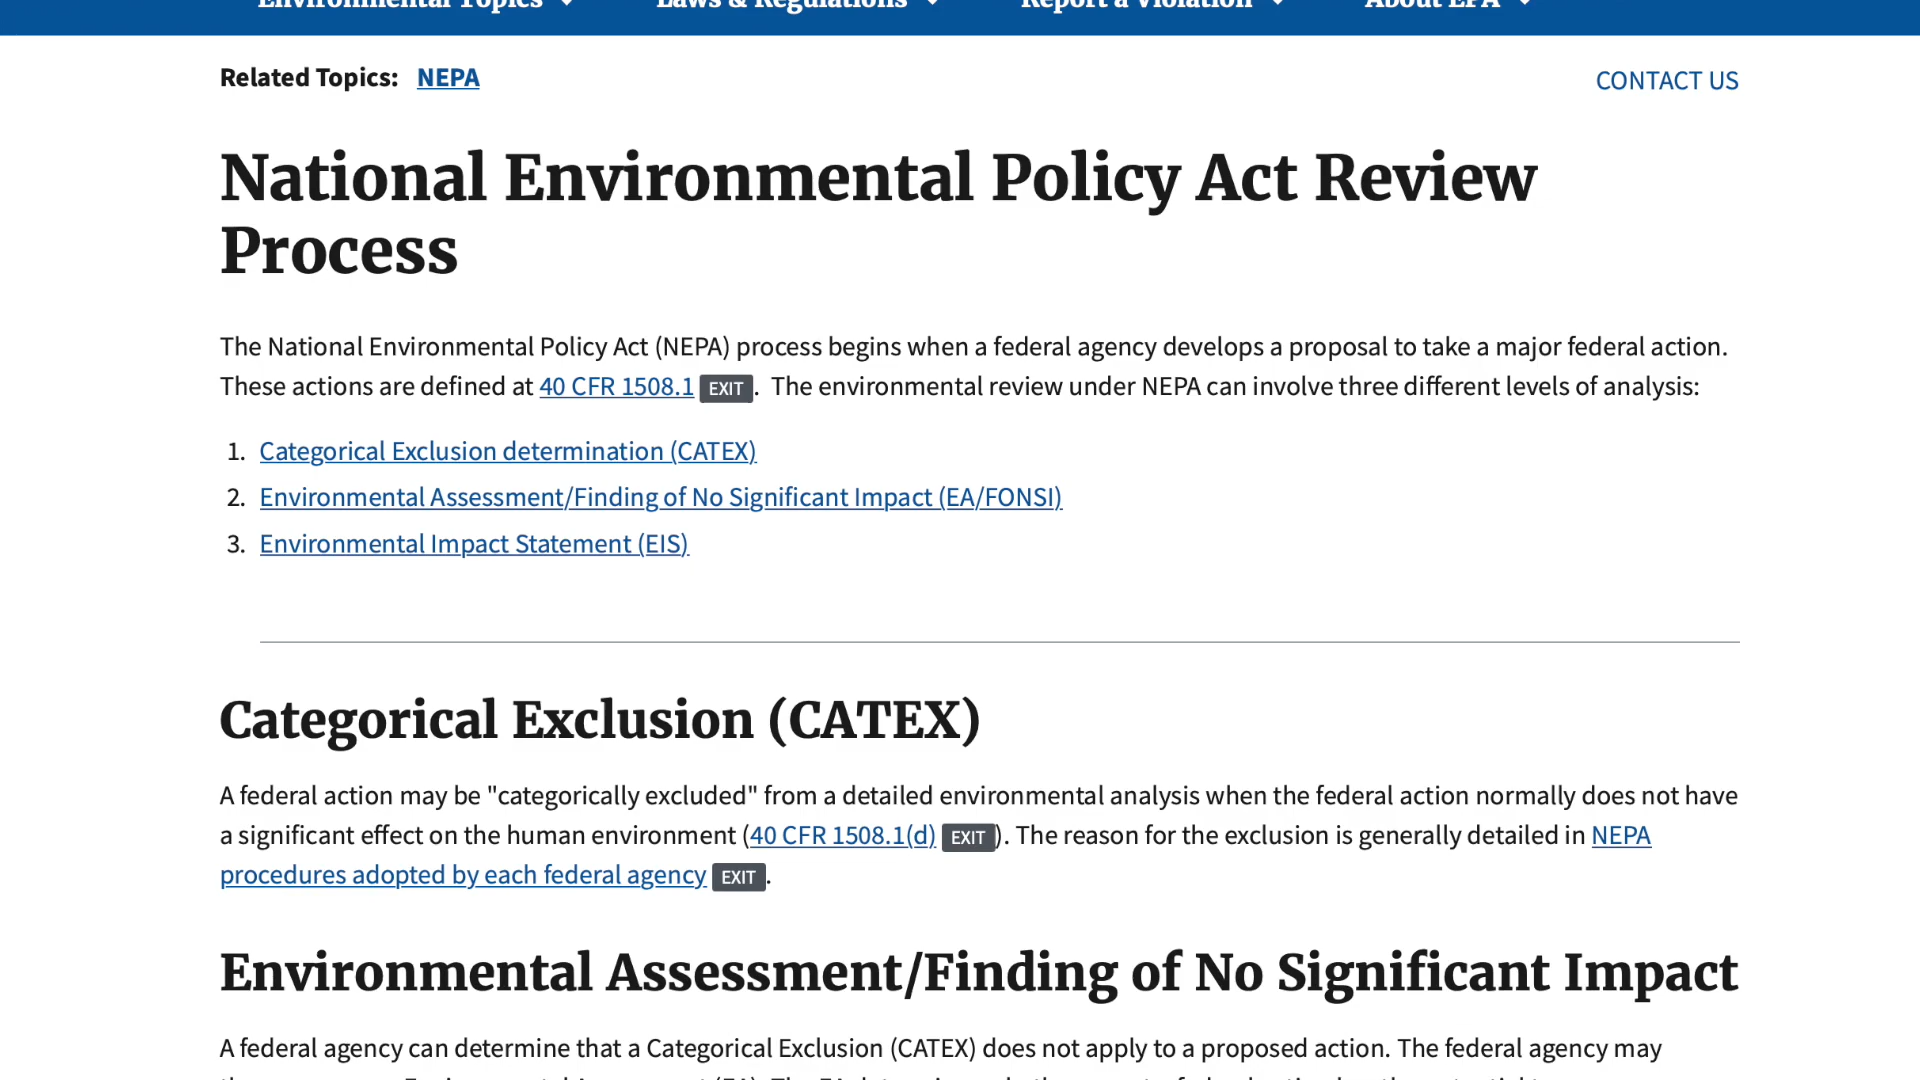 Environmental Topics Laws & Regulations Report a Violation About EPA
Related Topics: NEPA
CONTACT US
National Environmental Policy Act Review
Process
The National Environmental Policy Act (NEPA) process begins when a federal agency develops a proposal to take a major federal action.
These actions are defined at 40 CFR 1508.1 EXIT. The environmental review under NEPA can involve three different levels of analysis:
1. Categorical Exclusion determination (CATEX)
2. Environmental Assessment/Finding of No Significant Impact (EA/FONSI)
3. Environmental Impact Statement (EIS)
Categorical Exclusion (CATEX)
A federal action may be "categorically excluded" from a detailed environmental analysis when the federal action normally does not have
a significant effect on the human environment (40 CFR 1508.1(d) EXIT). The reason for the exclusion is generally detailed in NEPA
procedures adopted by each federal agency EXIT.
Environmental Assessment/Finding of No Significant Impact
A federal agency can determine that a Categorical Exclusion (CATEX) does not apply to a proposed action. The federal agency may